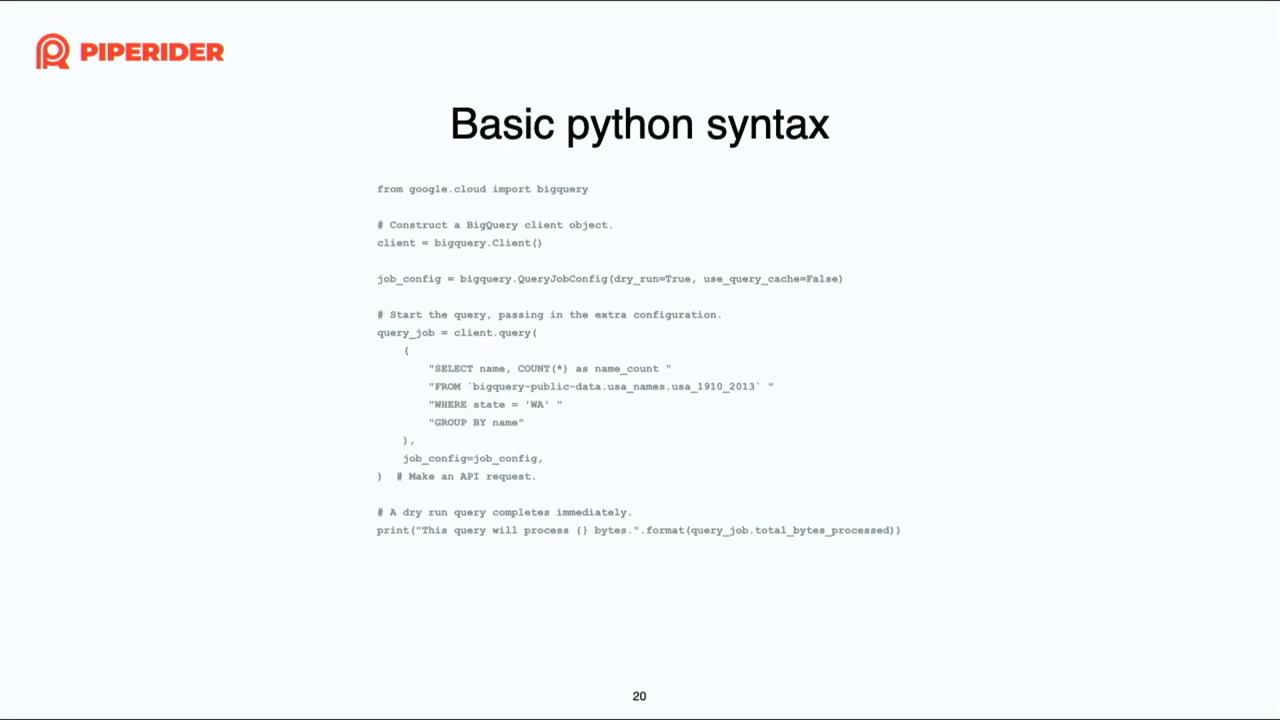 PIPERIDER
Basic python syntax
from google.cloud import bigquery
# Construct a BigQuery client object.
client = bigquery.Client()
job_config = bigquery.QueryJobConfig(dry_run=True, use_query_cache=False)
# Start the query, passing in the extra configuration.
query_job = client.query(
    (
        "SELECT name, COUNT(*) as name_count "
        "FROM `bigquery-public-data.usa_names.usa_1910_2013` "
        "WHERE state = 'WA' "
        "GROUP BY name"
    ),
    job_config=job_config,
)  # Make an API request.
# A dry run query completes immediately.
print("This query will process {} bytes.".format(query_job.total_bytes_processed))
20